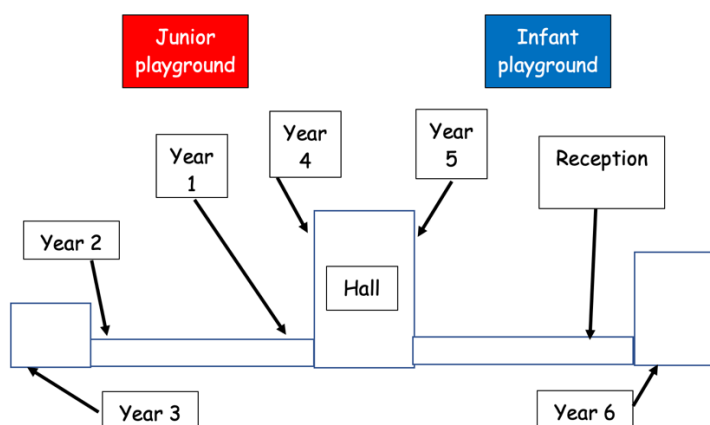 Junior
playground
Infant
playground
Year
4
Year
5
Year
1
Reception
Year 2
Hall
Year 3
Year 6